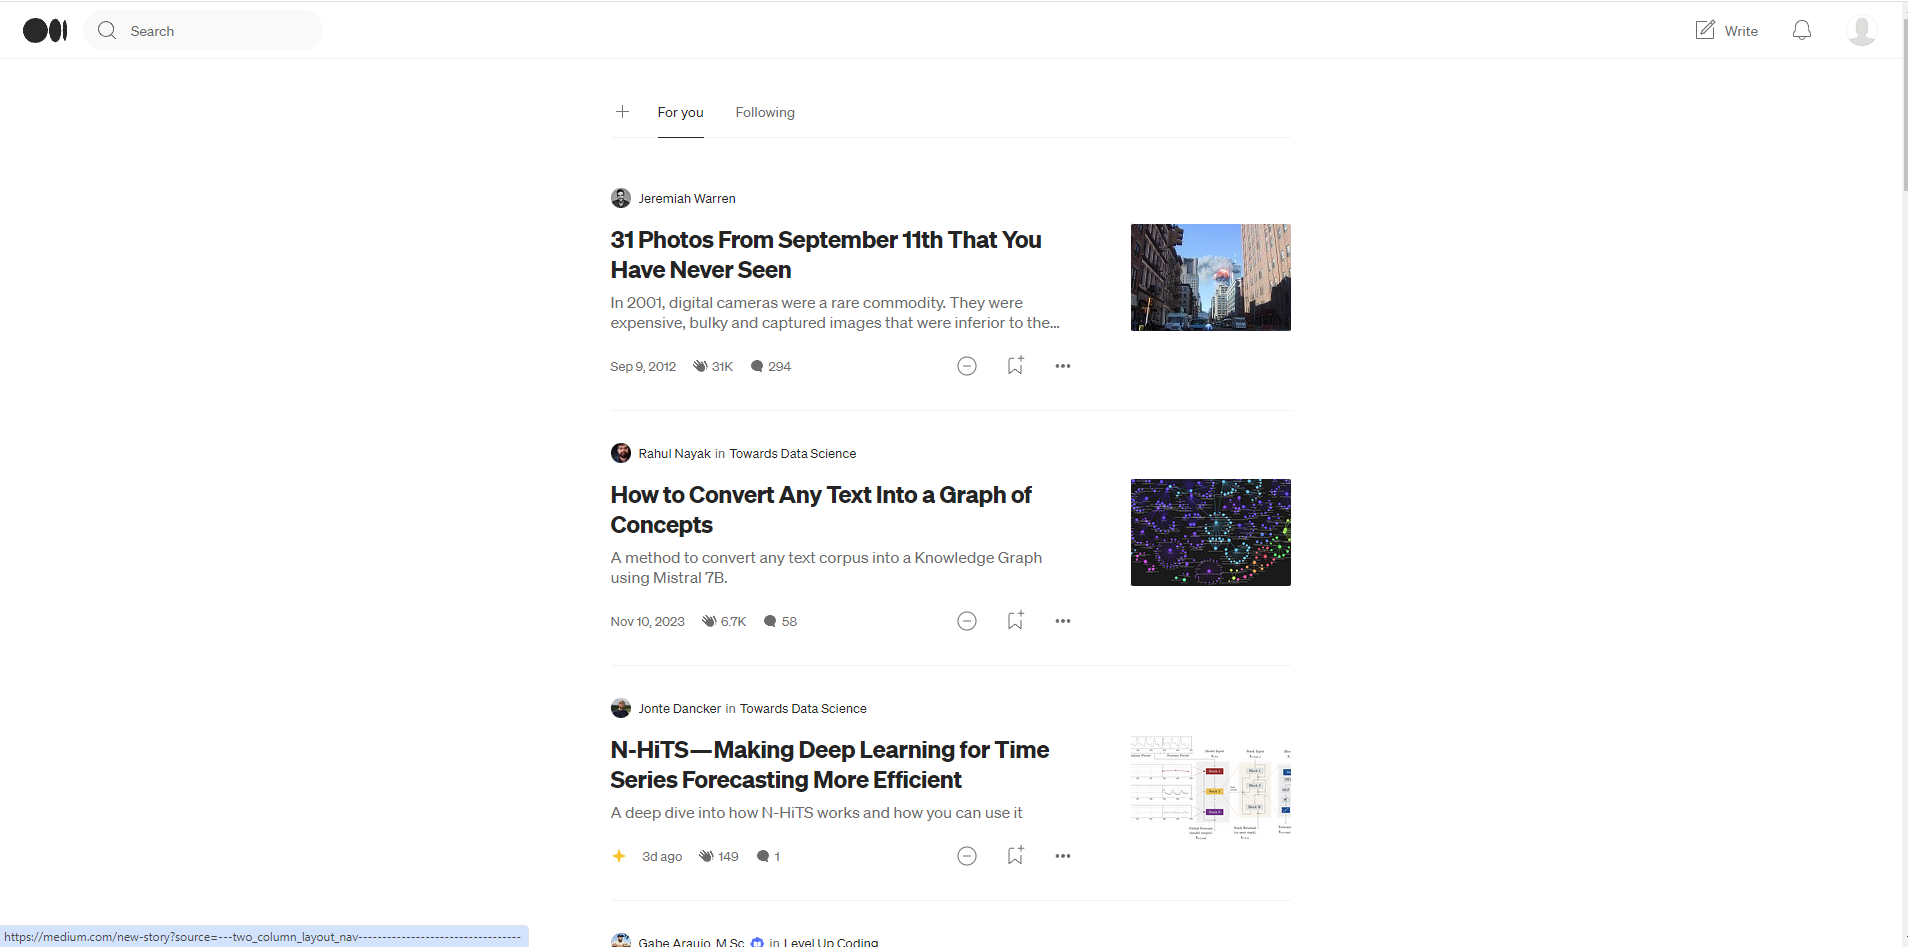 Search
Write
For you
Following
Jeremiah Warren
31 Photos From September 11th That You
Have Never Seen
In 2001, digital cameras were a rare commodity. They were
expensive, bulky and captured images that were inferior to the…
Sep 9, 2012 31K 294
Rahul Nayak in Towards Data Science
How to Convert Any Text Into a Graph of
Concepts
A method to convert any text corpus into a Knowledge Graph
using Mistral 7B.
Nov 10, 2023 6.7K 58
Jonte Dancker in Towards Data Science
N-HiTS—Making Deep Learning for Time
Series Forecasting More Efficient
A deep dive into how N-HiTS works and how you can use it
3d ago 149 1
Gabe Araujo, M.Sc. in Level Up Coding
https://medium.com/new-story?source=---two_column_layout_nav----------------------------------